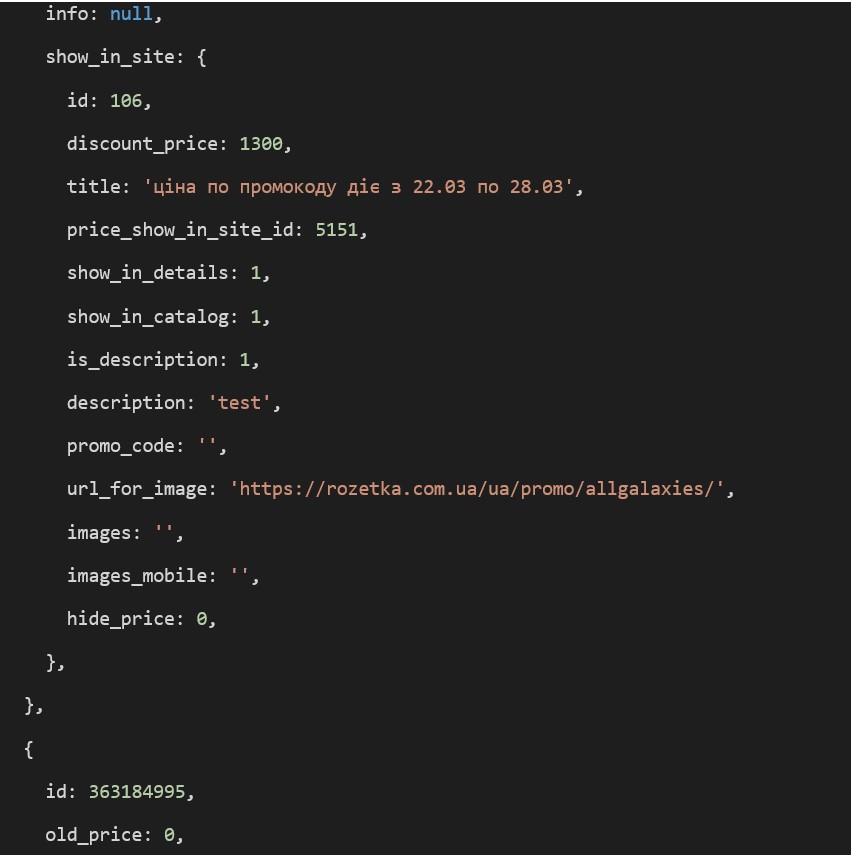 info: null,
show_in_site: {
id: 106,
discount_price: 1300,
title: 'ціна по промокоду діє з 22.03 по 28.03',
price_show_in_site_id: 5151,
show_in_details: 1,
show_in_catalog: 1,
is_description: 1,
description: 'test',
promo_code: '',
url_for_image: 'https://rozetka.com.ua/ua/promo/allgalaxies/',
images: '',
images_mobile: '',
hide_price: 0,
},
},
{
id: 363184995,
old_price: 0,